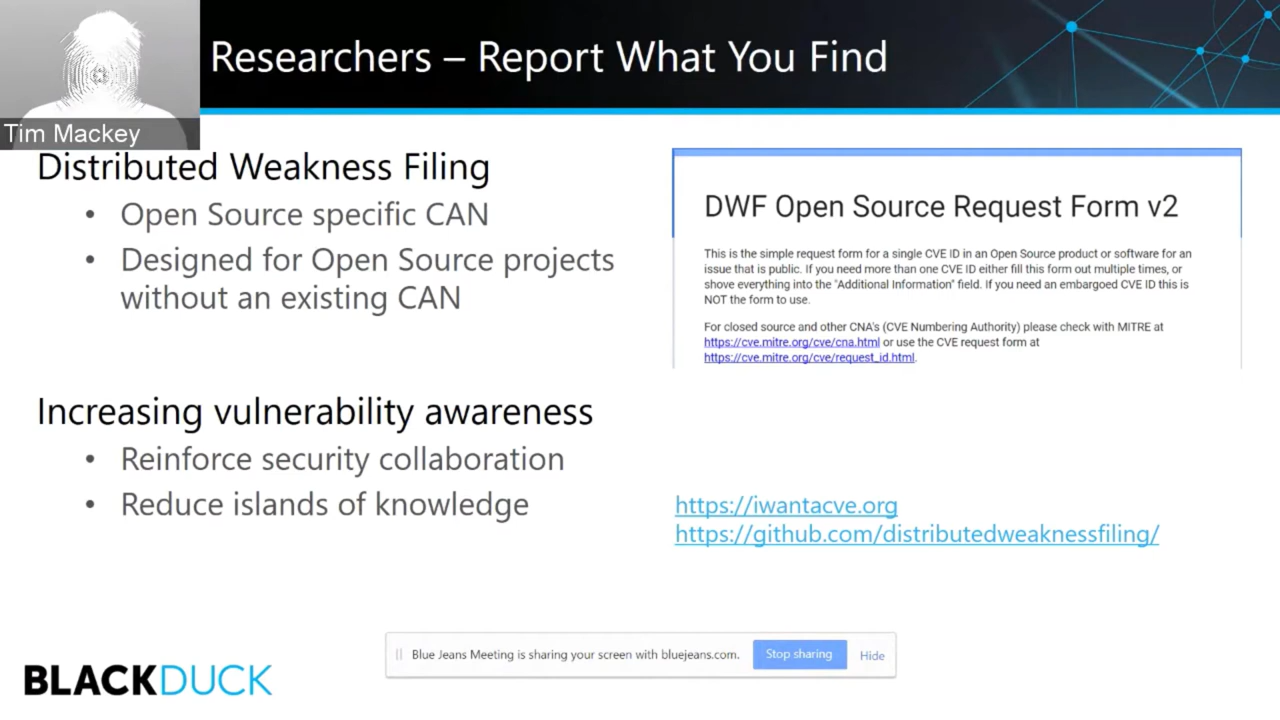 Researchers – Report What You Find
Tim Mackey
Distributed Weakness Filing
• Open Source specific CAN
• Designed for Open Source projects
without an existing CAN
DWF Open Source Request Form v2
This is the simple request form for a single CVE ID in an Open Source product or software for an
issue that is public. If you need more than one CVE ID either fill this form out multiple times, or
shove everything into the "Additional Information" field. If you need an embargoed CVE ID this is
NOT the form to use.
For closed source and other CNA's (CVE Numbering Authority) please check with MITRE at
https://cve.mitre.org/cve/cna.html or use the CVE request form at
https://cve.mitre.org/cve/request_id.html.
Increasing vulnerability awareness
• Reinforce security collaboration
• Reduce islands of knowledge
https://iwantacve.org
https://github.com/distributedweaknessfiling/
Blue Jeans Meeting is sharing your screen with bluejeans.com. Stop sharing Hide
BLACKDUCK